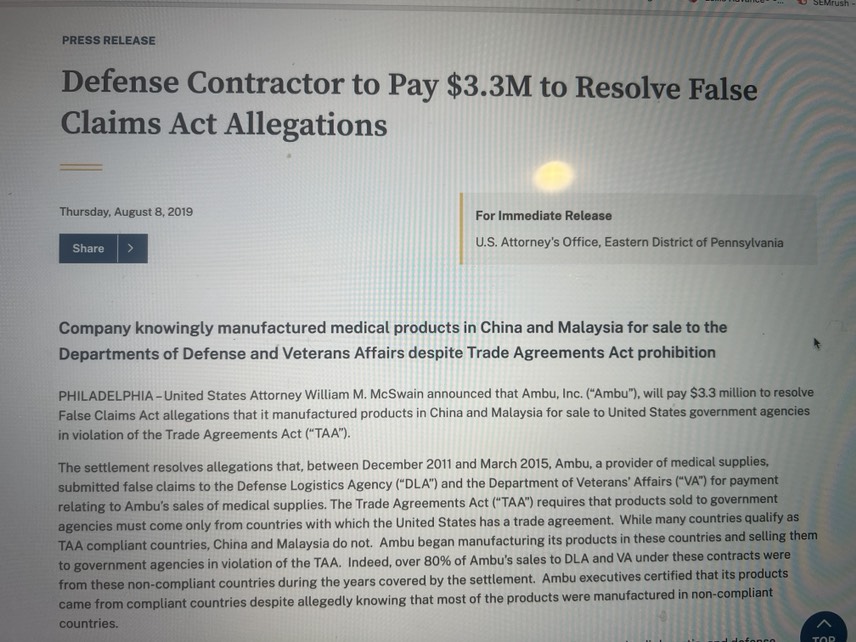 SEMrush -
PRESS RELEASE
Defense Contractor to Pay $3.3M to Resolve False
Claims Act Allegations
Thursday, August 8, 2019
Share >
For Immediate Release
U.S. Attorney's Office, Eastern District of Pennsylvania
Company knowingly manufactured medical products in China and Malaysia for sale to the
Departments of Defense and Veterans Affairs despite Trade Agreements Act prohibition
PHILADELPHIA – United States Attorney William M. McSwain announced that Ambu, Inc. ("Ambu"), will pay $3.3 million to resolve
False Claims Act allegations that it manufactured products in China and Malaysia for sale to United States government agencies
in violation of the Trade Agreements Act ("TAA").
The settlement resolves allegations that, between December 2011 and March 2015, Ambu, a provider of medical supplies,
submitted false claims to the Defense Logistics Agency ("DLA") and the Department of Veterans' Affairs ("VA") for payment
relating to Ambu's sales of medical supplies. The Trade Agreements Act ("TAA") requires that products sold to government
agencies must come only from countries with which the United States has a trade agreement. While many countries qualify as
TAA compliant countries, China and Malaysia do not. Ambu began manufacturing its products in these countries and selling them
to government agencies in violation of the TAA. Indeed, over 80% of Ambu's sales to DLA and VA under these contracts were
from these non-compliant countries during the years covered by the settlement. Ambu executives certified that its products
came from compliant countries despite allegedly knowing that most of the products were manufactured in non-compliant
countries.
TOP